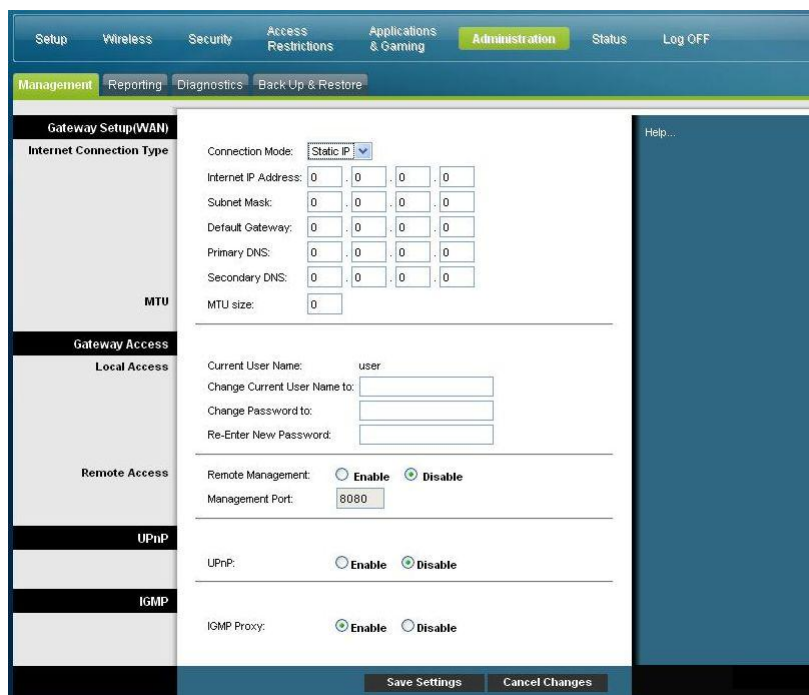 Setup Wireless Security Access Restrictions Applications & Gaming Administration Status Log OFF
Management Reporting Diagnostics Back Up & Restore
Gateway Setup(WAN)
Help...
Internet Connection Type
Connection Mode: Static IP
Internet IP Address: 0 . 0 . 0 . 0
Subnet Mask: 0 . 0 . 0 . 0
Default Gateway: 0 . 0 . 0 . 0
Primary DNS: 0 . 0 . 0 . 0
Secondary DNS: 0 . 0 . 0 . 0
MTU
MTU size: 0
Gateway Access
Local Access
Current User Name: user
Change Current User Name to:
Change Password to:
Re-Enter New Password:
Remote Access
Remote Management: Enable Disable
Management Port: 8080
UPnP
UPnP: Enable Disable
IGMP
IGMP Proxy: Enable Disable
Save Settings Cancel Changes